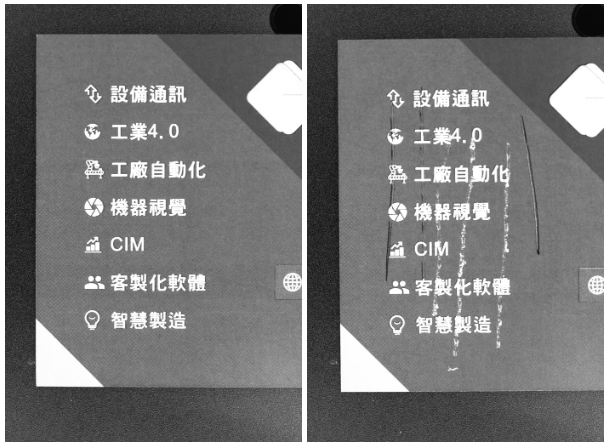 設備通訊
工業4.0
工廠自動化
機器視覺
CIM
客製化軟體
智慧製造
設備通訊
工業4.0
工廠自動化
機器視覺
CIM
客製化軟體
智慧製造